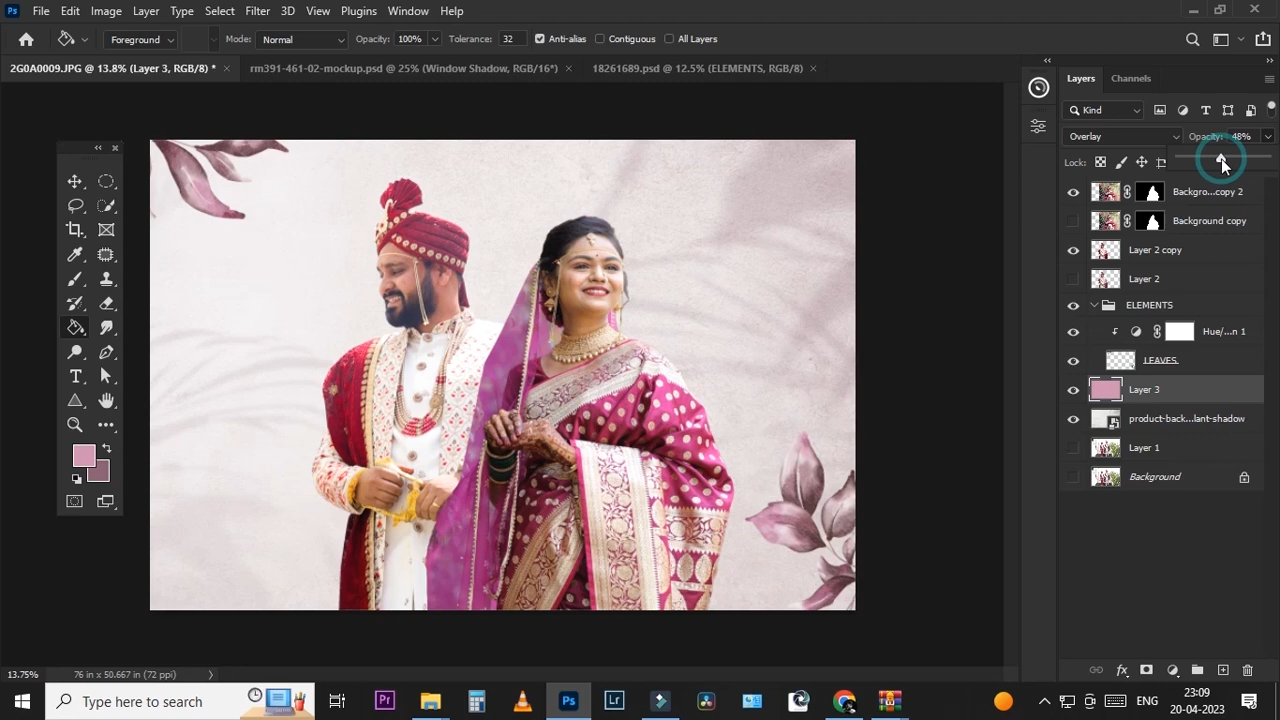 Ps File Edit Image Layer Type Select Filter 3D View Plugins Window Help
Foreground Mode: Normal Opacity: 100% Tolerance: 32 Anti-alias Contiguous All Layers
2G0A0009.JPG @ 13.8% (Layer 3, RGB/8) * × rm391-461-02-mockup.psd @ 25% (Window Shadow, RGB/16*) × 18261689.psd @ 12.5% (ELEMENTS, RGB/8) ×
Layers Channels
Kind
Overlay Opacity: 48%
Lock:
Backgro...copy 2
Background copy
Layer 2 copy
Layer 2
ELEMENTS
Hue/...n 1
LEAVES
Layer 3
product-back...lant-shadow
Layer 1
Background
13.75% 76 in x 50.667 in (72 ppi)
Type here to search
Pr Ps Lr
ENG
23:09
20-04-2023